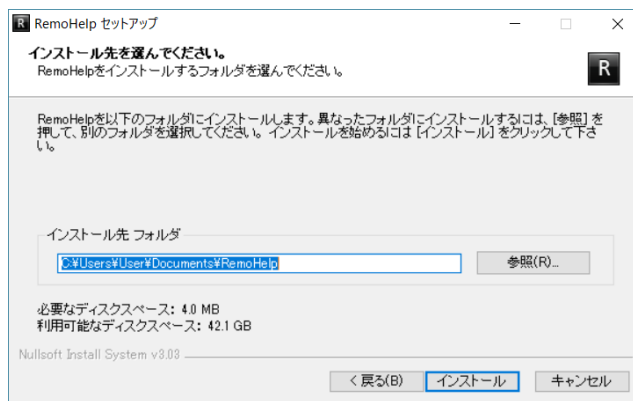 RemoHelp セットアップ
インストール先を選んでください。
RemoHelpをインストールするフォルダを選んでください。
R
RemoHelpを以下のフォルダにインストールします。異なったフォルダにインストールするには、[参照] を
押して、別のフォルダを選択してください。インストールを始めるには [インストール] をクリックして下さ
い。
インストール先 フォルダ
C:¥Users¥User¥Documents¥RemoHelp
参照(R)...
必要なディスクスペース: 4.0 MB
利用可能なディスクスペース: 42.1 GB
Nullsoft Install System v3.03
< 戻る(B)
インストール
キャンセル